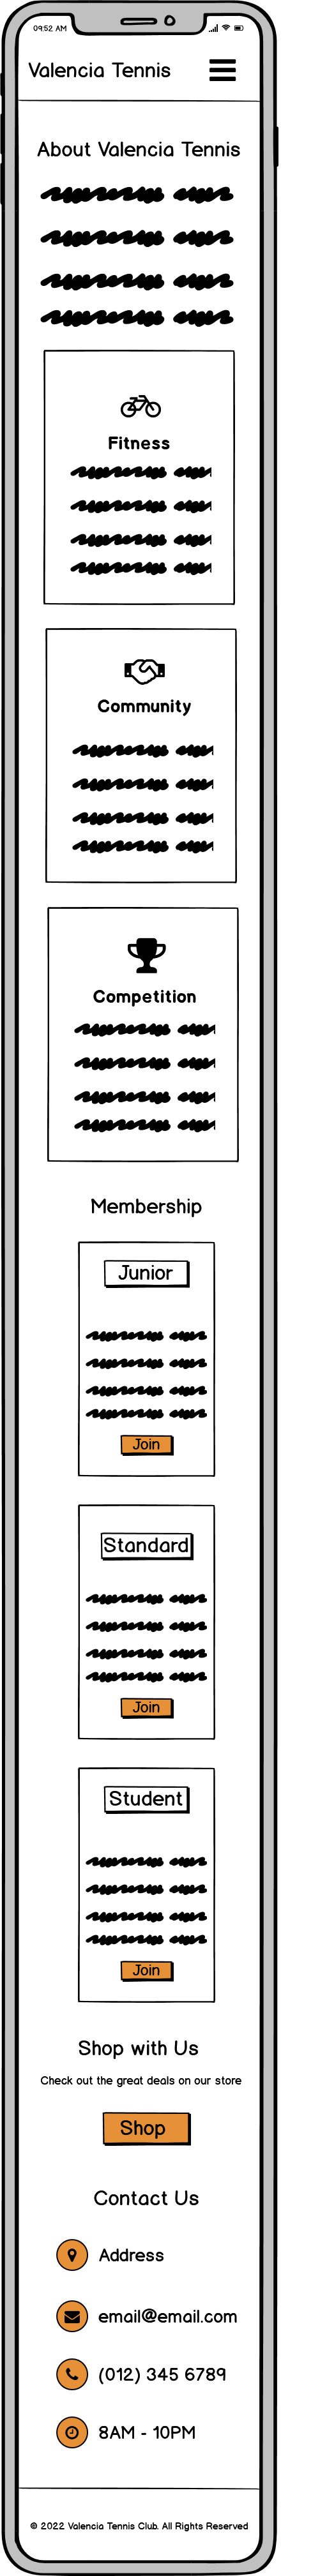 09:52 AM
Valencia Tennis
About Valencia Tennis
Fitness
Community
Competition
Membership
Junior
Join
Standard
Join
Student
Join
Shop with Us
Check out the great deals on our store
Shop
Contact Us
Address
email@email.com
(012) 345 6789
8AM - 10PM
© 2022 Valencia Tennis Club. All Rights Reserved